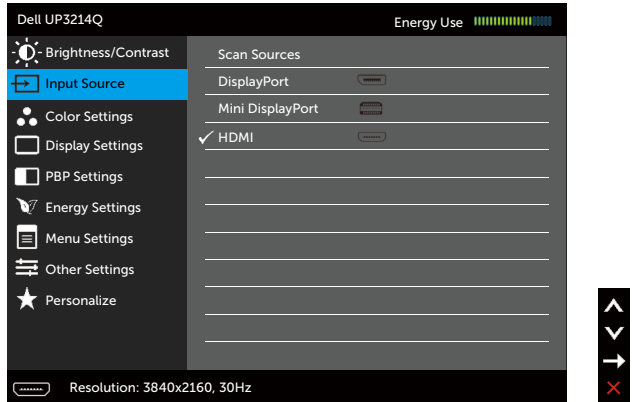 Dell UP3214Q
Energy Use
Brightness/Contrast
Input Source
Color Settings
Display Settings
PBP Settings
Energy Settings
Menu Settings
Other Settings
Personalize
Scan Sources
DisplayPort
Mini DisplayPort
HDMI
Resolution: 3840x2160, 30Hz